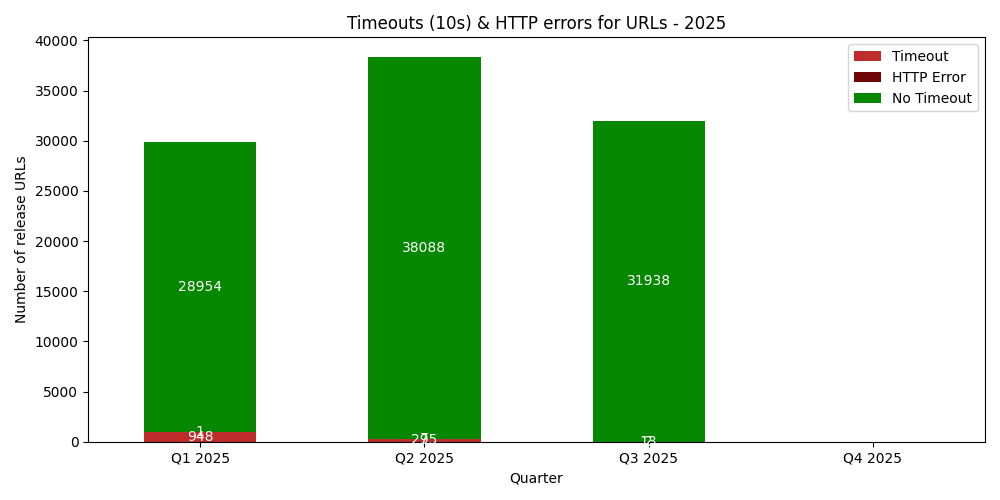 Timeouts (10s) & HTTP errors for URLs - 2025
Timeout
HTTP Error
No Timeout
Number of release URLs
40000
35000
30000
25000
20000
15000
10000
5000
0
28954
1
948
38088
295
31938
Q1 2025
Q2 2025
Q3 2025
Q4 2025
Quarter